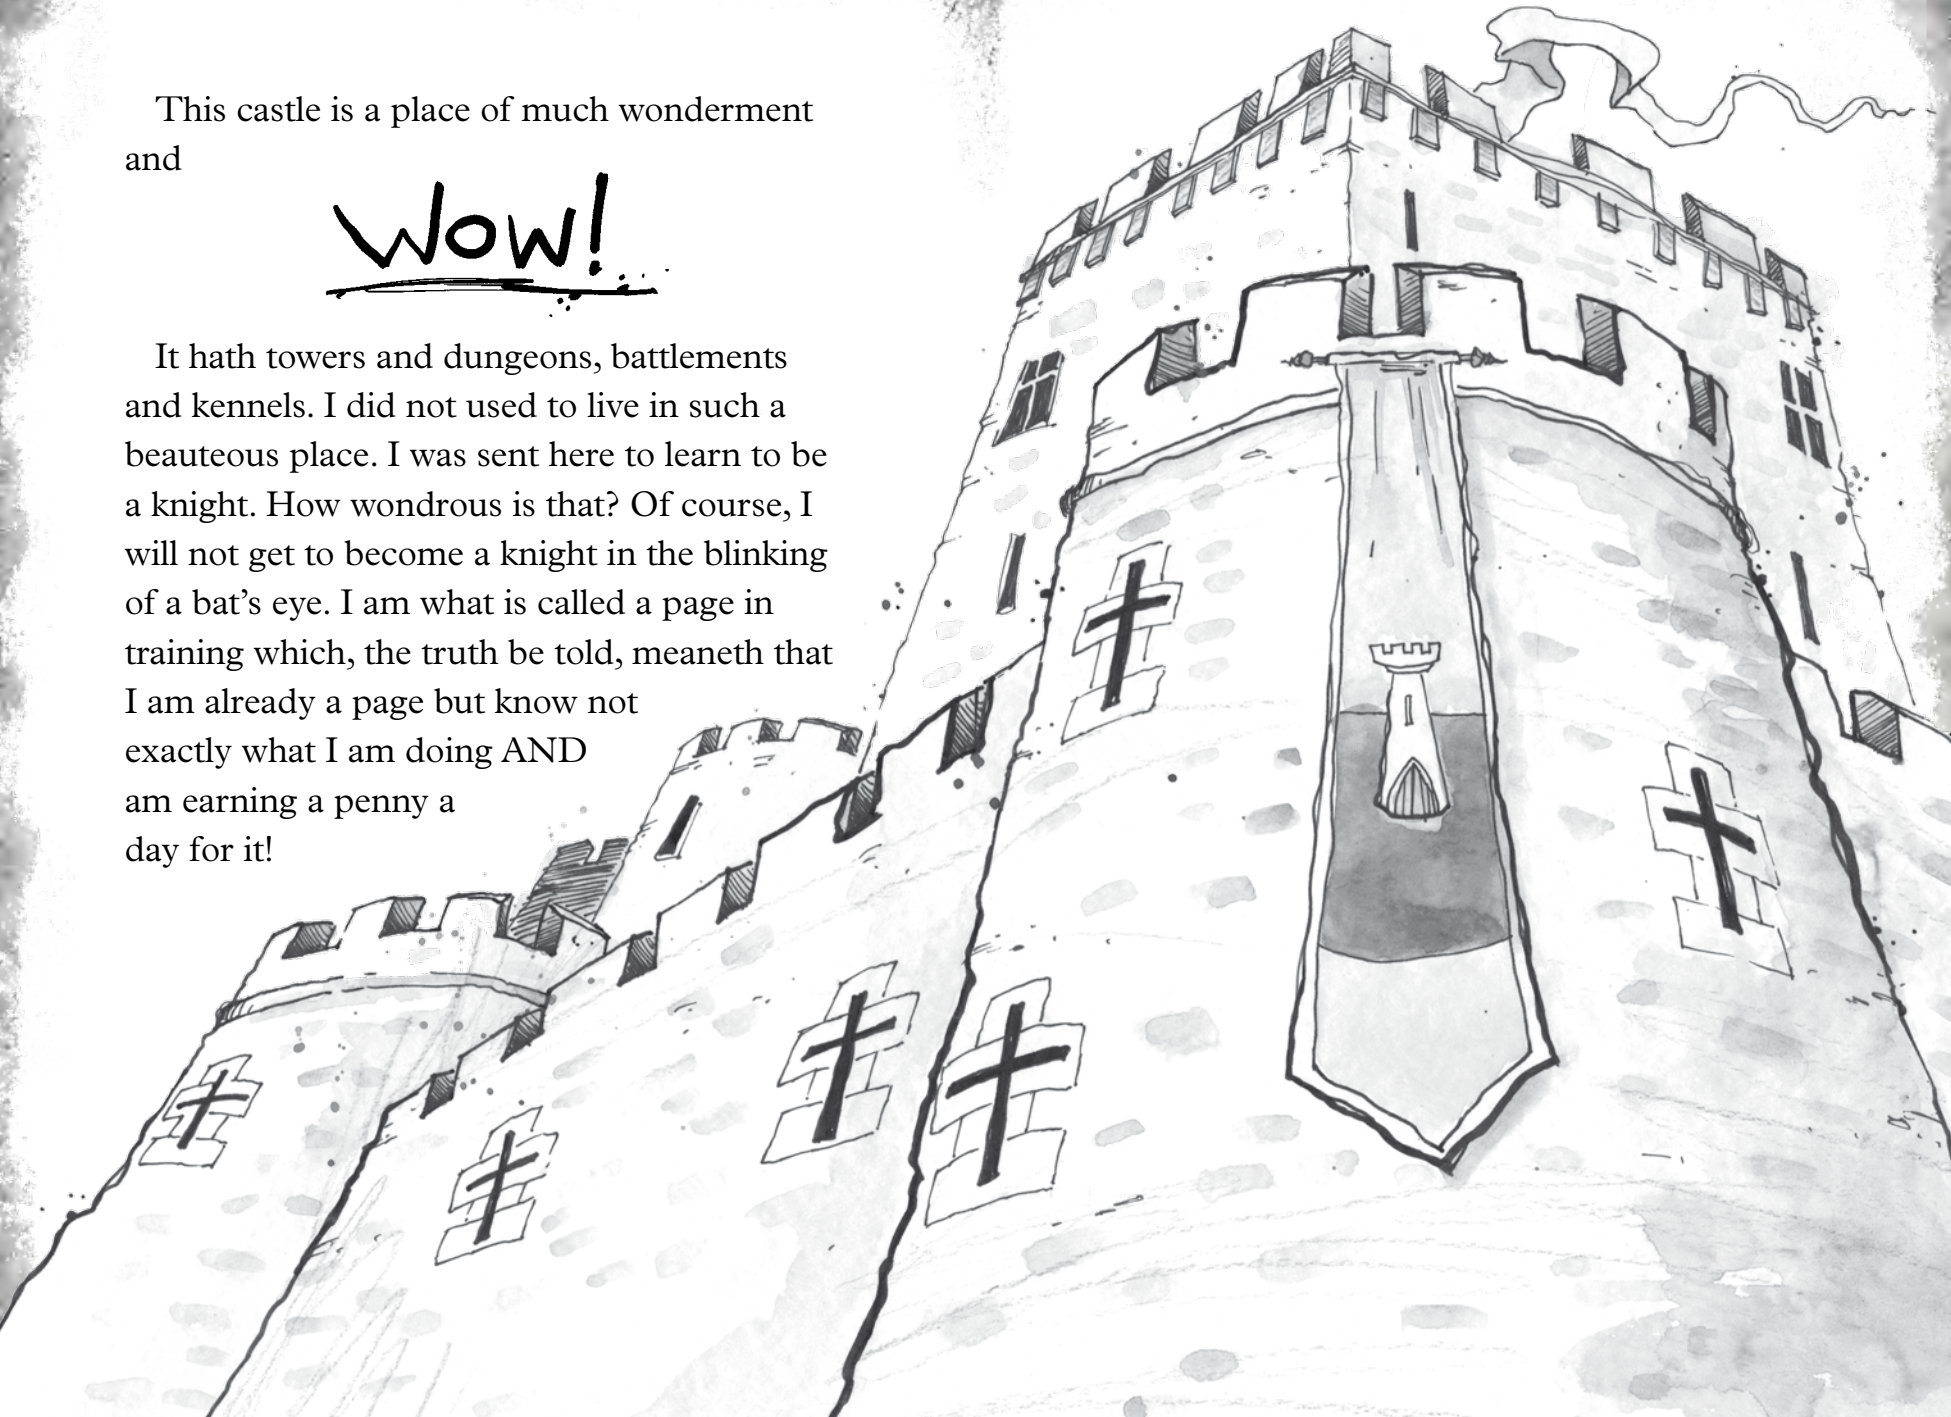 This castle is a place of much wonderment
and
Wow!
It hath towers and dungeons, battlements
and kennels. I did not used to live in such a
beauteous place. I was sent here to learn to be
a knight. How wondrous is that? Of course, I
will not get to become a knight in the blinking
of a bat’s eye. I am what is called a page in
training which, the truth be told, meaneth that
I am already a page but know not
exactly what I am doing AND
am earning a penny a
day for it!